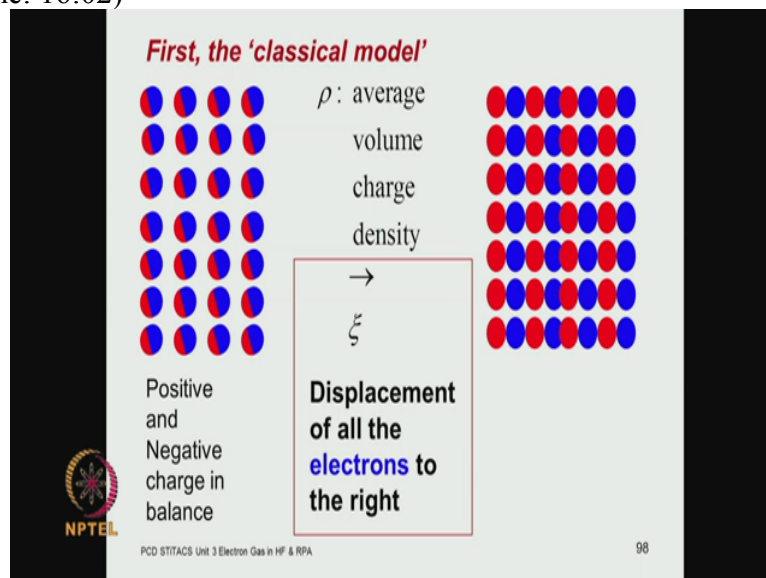 First, the ‘classical model’
ρ : average
volume
charge
density
→
ξ
Displacement
of all the
electrons to
the right
Positive
and
Negative
charge in
balance
NPTEL
PCD STiTACS Unit 3 Electron Gas in HF & RPA
98